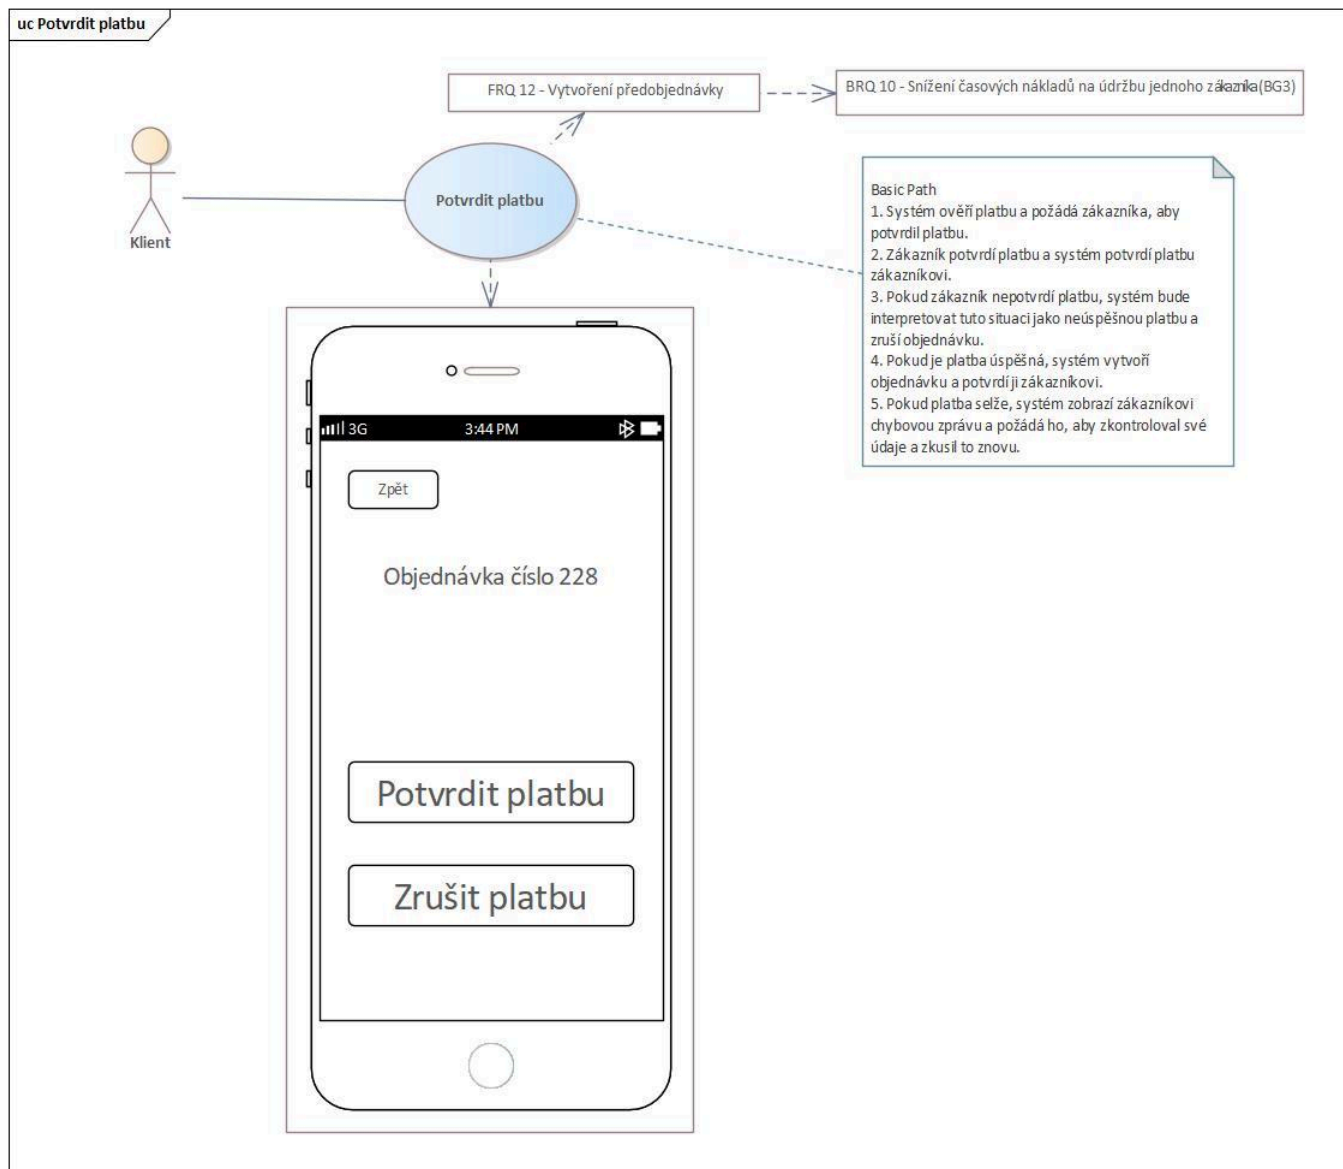 uc Potvrdit platbu
FRQ 12 - Vytvoření předobjednávky
BRQ 10 - Snížení časových nákladů na údržbu jednoho zákazníka(BG3)
Klient
Potvrdit platbu
Basic Path
1. Systém ověří platbu a požádá zákazníka, aby
potvrdil platbu.
2. Zákazník potvrdí platbu a systém potvrdí platbu
zákazníkovi.
3. Pokud zákazník nepotvrdí platbu, systém bude
interpretovat tuto situaci jako neúspěšnou platbu a
zruší objednávku.
4. Pokud je platba úspěšná, systém vytvoří
objednávku a potvrdí ji zákazníkovi.
5. Pokud platba selže, systém zobrazí zákazníkovi
chybovou zprávu a požádá ho, aby zkontroloval své
údaje a zkusil to znovu.
3G 3:44 PM
Zpět
Objednávka číslo 228
Potvrdit platbu
Zrušit platbu